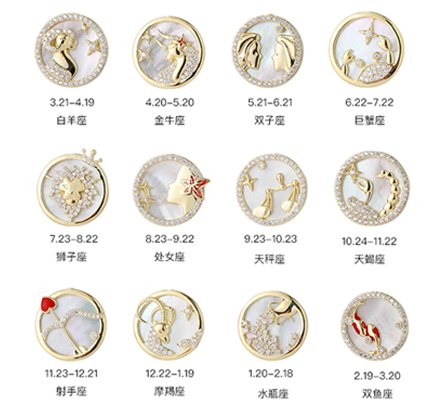 3.21-4.19 4.20-5.20 5.21-6.21 6.22-7.22
白羊座 金牛座 双子座 巨蟹座
7.23-8.22 8.23-9.22 9.23-10.23 10.24-11.22
狮子座 处女座 天秤座 天蝎座
11.23-12.21 12.22-1.19 1.20-2.18 2.19-3.20
射手座 摩羯座 水瓶座 双鱼座